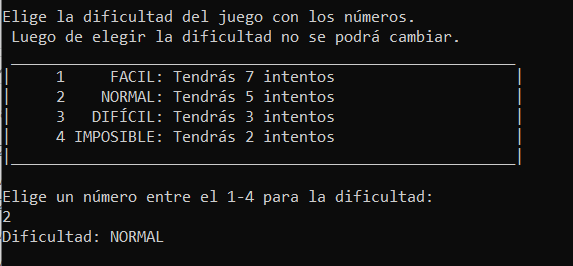 Elige la dificultad del juego con los números.
Luego de elegir la dificultad no se podrá cambiar.
1 FACIL: Tendrás 7 intentos
2 NORMAL: Tendrás 5 intentos
3 DIFÍCIL: Tendrás 3 intentos
4 IMPOSIBLE: Tendrás 2 intentos
Elige un número entre el 1-4 para la dificultad:
2
Dificultad: NORMAL